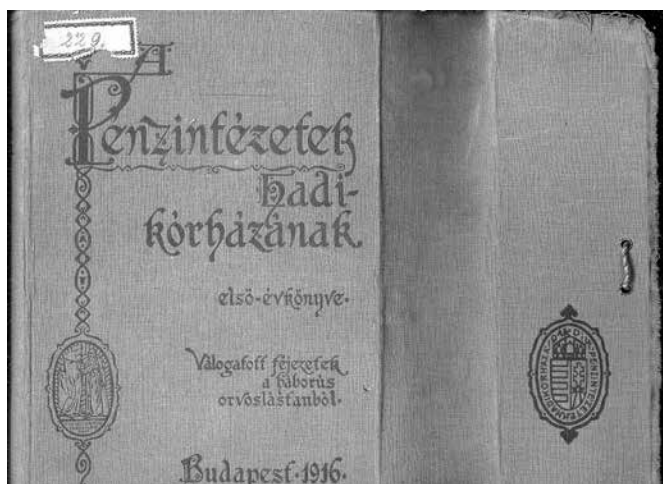 229.
A
Pénzintézetek
hadi-
kórházának
első-évkönyve.
Válogatott fejezetek
a háborús
orvoslástanból.
Budapest.1916.